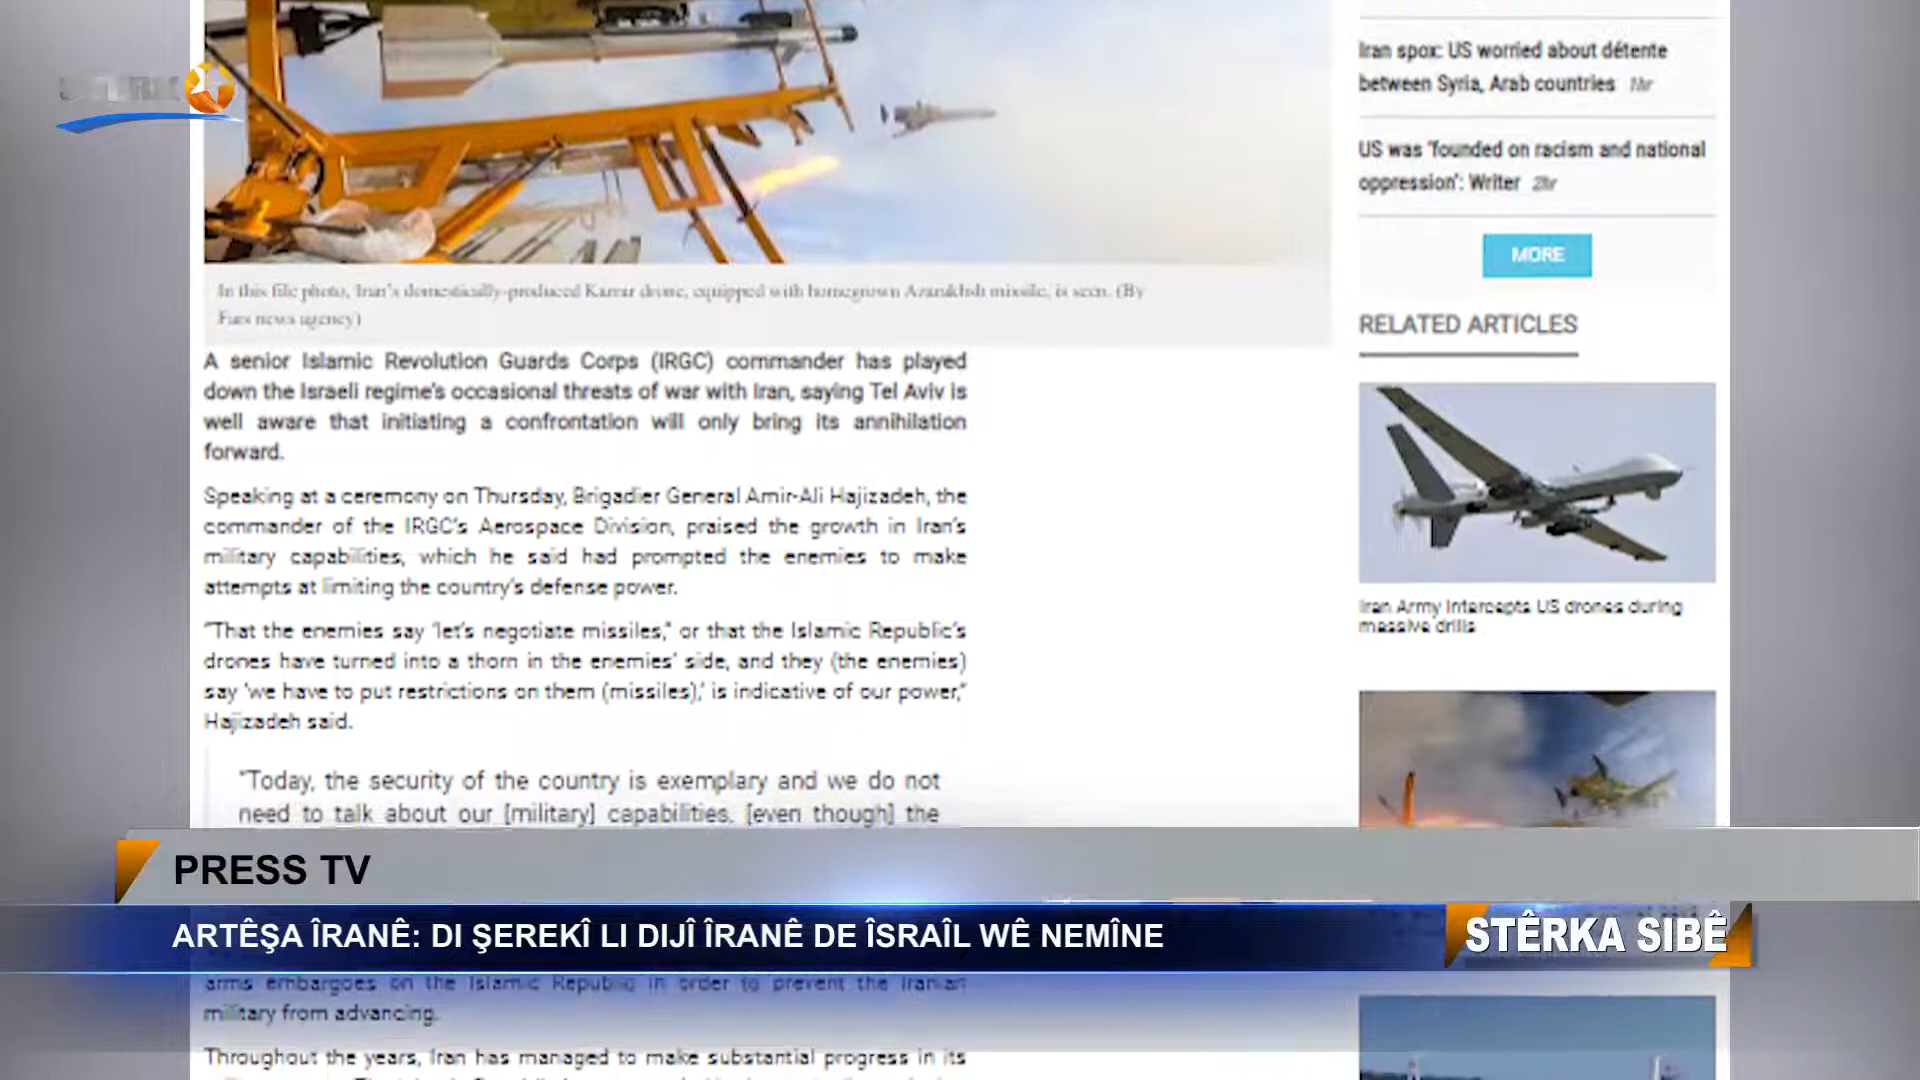 STÊRK
In this file photo, Iran's domestically-produced Karrar drone, equipped with homegrown Azarakhsh missile, is seen. (By
Fars news agency)
A senior Islamic Revolution Guards Corps (IRGC) commander has played
down the Israeli regime's occasional threats of war with Iran, saying Tel Aviv is
well aware that initiating a confrontation will only bring its annihilation
forward.
Speaking at a ceremony on Thursday, Brigadier General Amir-Ali Hajizadeh, the
commander of the IRGC's Aerospace Division, praised the growth in Iran's
military capabilities, which he said had prompted the enemies to make
attempts at limiting the country's defense power.
"That the enemies say 'let's negotiate missiles,' or that the Islamic Republic's
drones have turned into a thorn in the enemies' side, and they (the enemies)
say 'we have to put restrictions on them (missiles),' is indicative of our power,"
Hajizadeh said.
"Today, the security of the country is exemplary and we do not
need to talk about our [military] capabilities, [even though] the
arms embargoes on the Islamic Republic in order to prevent the Iranian
military from advancing.
Throughout the years, Iran has managed to make substantial progress in its
Iran spox: US worried about détente
between Syria, Arab countries 1hr
US was 'founded on racism and national
oppression': Writer 2hr
MORE
RELATED ARTICLES
Iran Army intercepts US drones during
massive drills
PRESS TV
ARTÊŞA ÎRANÊ: DI ŞEREKÎ LI DIJÎ ÎRANÊ DE ÎSRAÎL WÊ NEMÎNE
STÊRKA SIBÊ